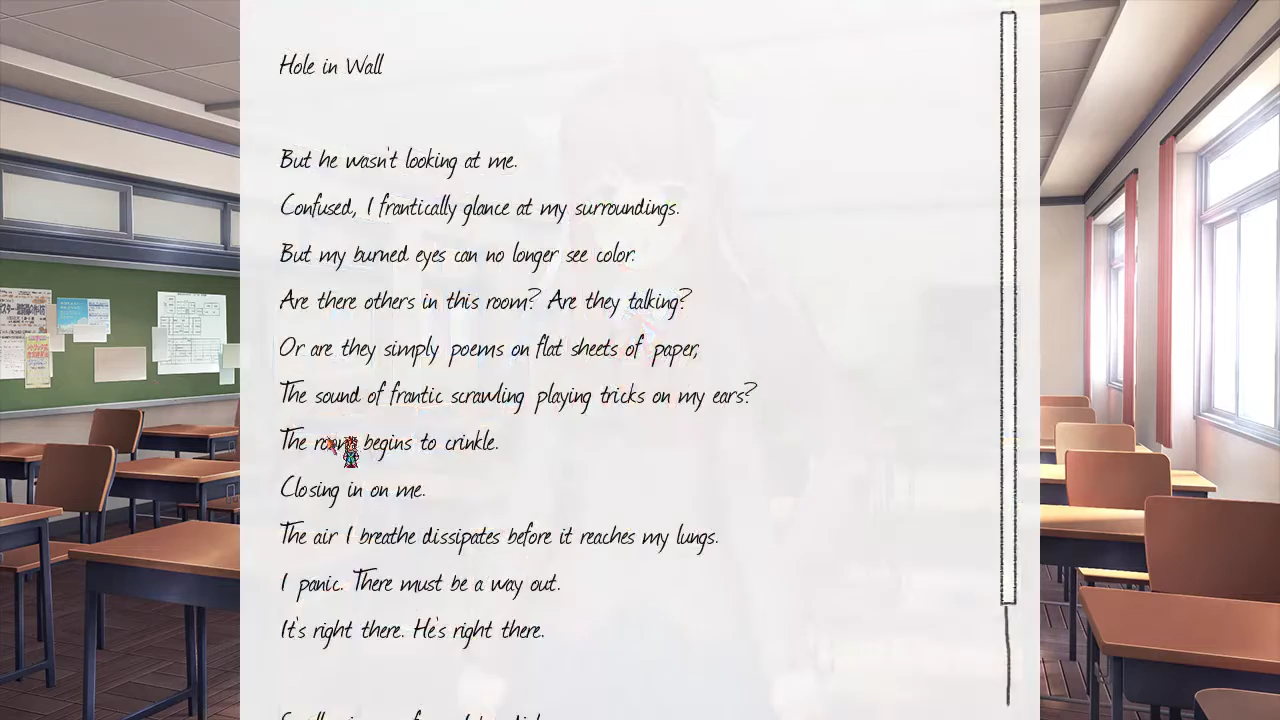 Hole in Wall
But he wasn't looking at me.
Confused, I frantically glance at my surroundings.
But my burned eyes can no longer see color.
Are there others in this room? Are they talking?
Or are they simply poems on flat sheets of paper,
The sound of frantic scrawling playing tricks on my ears?
The room begins to crinkle.
Closing in on me.
The air I breathe dissipates before it reaches my lungs.
I panic. There must be a way out.
It's right there. He's right there.